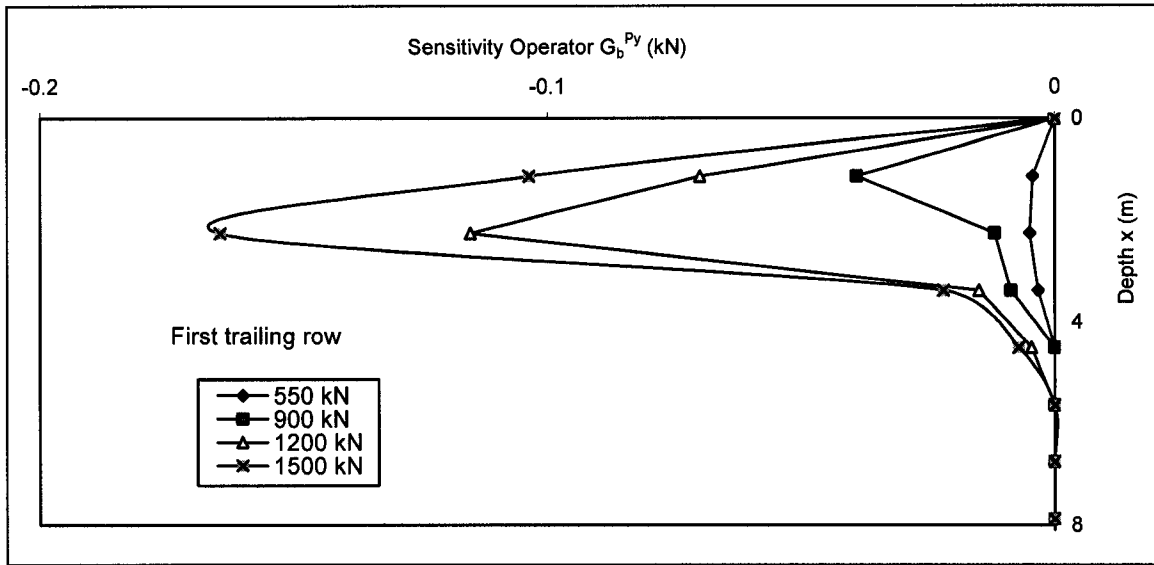 Sensitivity Operator G_b^Py (kN)
-0.2 -0.1 0
0
Depth x (m)
4
First trailing row
550 kN
900 kN
1200 kN
1500 kN
8